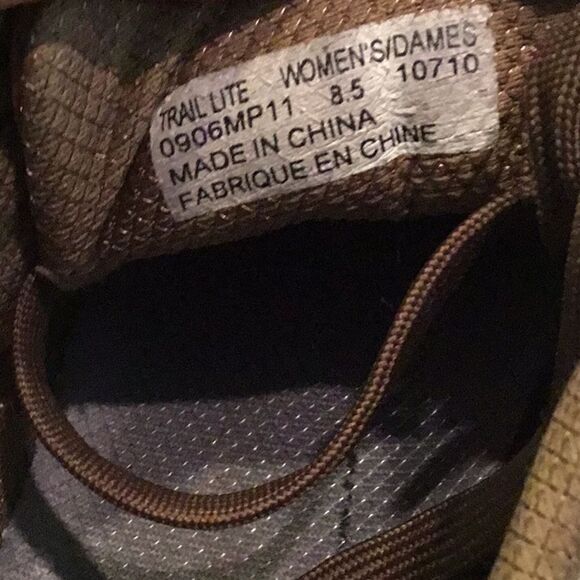 TRAIL LITE WOMEN'S/DAMES
0906MP11 8.5 10710
MADE IN CHINA
FABRIQUE EN CHINE